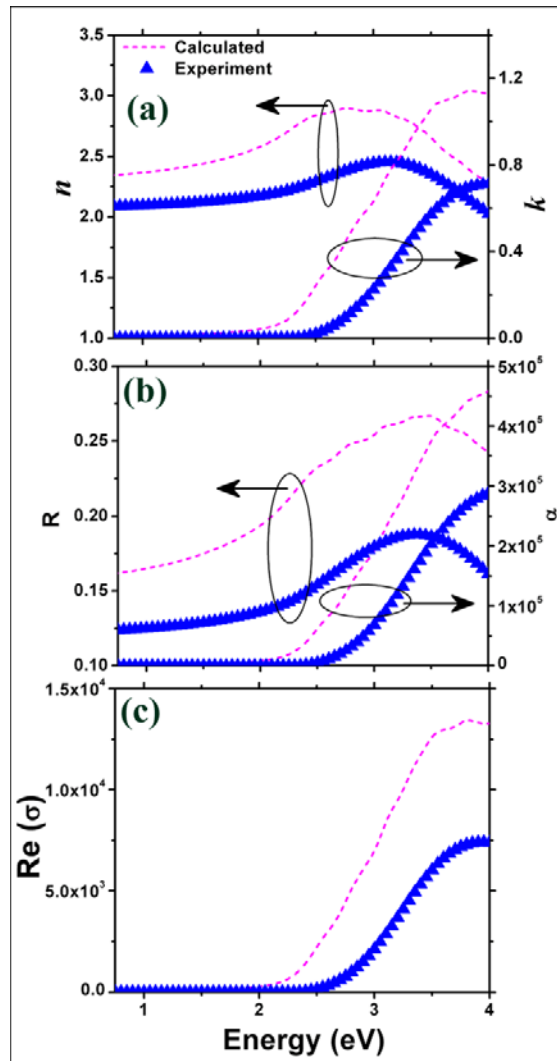 Calculated
Experiment
(a)
n
3.5
3.0
2.5
2.0
1.5
1.0
k
1.2
0.8
0.4
0.0
(b)
R
0.30
0.25
0.20
0.15
0.10
α
5x10⁵
4x10⁵
3x10⁵
2x10⁵
1x10⁵
0
(c)
Re (σ)
1.5x10⁴
1.0x10⁴
5.0x10³
0.0
1 2 3 4
Energy (eV)